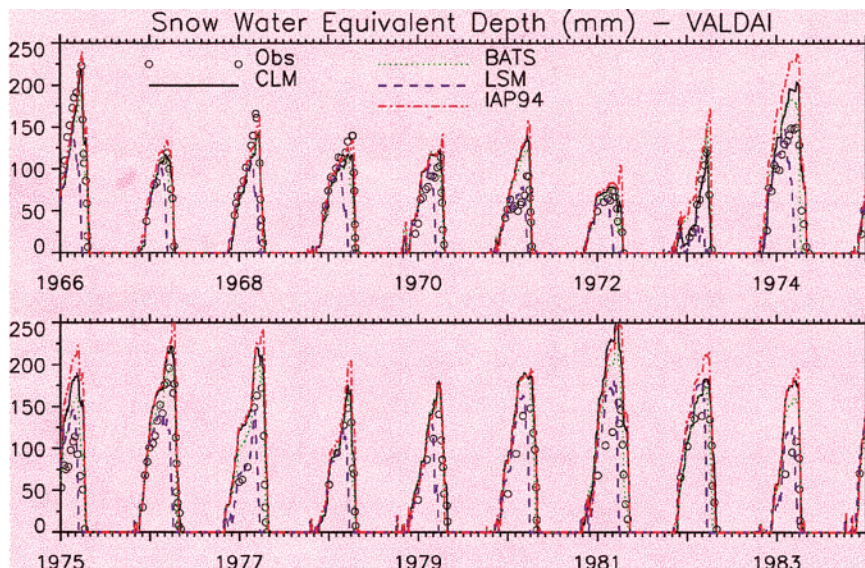 Snow Water Equivalent Depth (mm) – VALDAI
250
200
150
100
50
0
Obs
CLM
BATS
LSM
IAP94
1966 1968 1970 1972 1974
250
200
150
100
50
0
1975 1977 1979 1981 1983